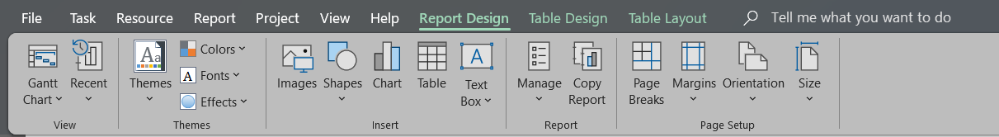 File Task Resource Report Project View Help Report Design Table Design Table Layout Tell me what you want to do
Gantt
Chart
Recent
View
Themes
Aa
Colors
A Fonts
Effects
Themes
Images
Shapes
Chart
Table
A
Text
Box
Insert
Manage
Copy
Report
Report
Page
Breaks
Margins
Orientation
Size
Page Setup